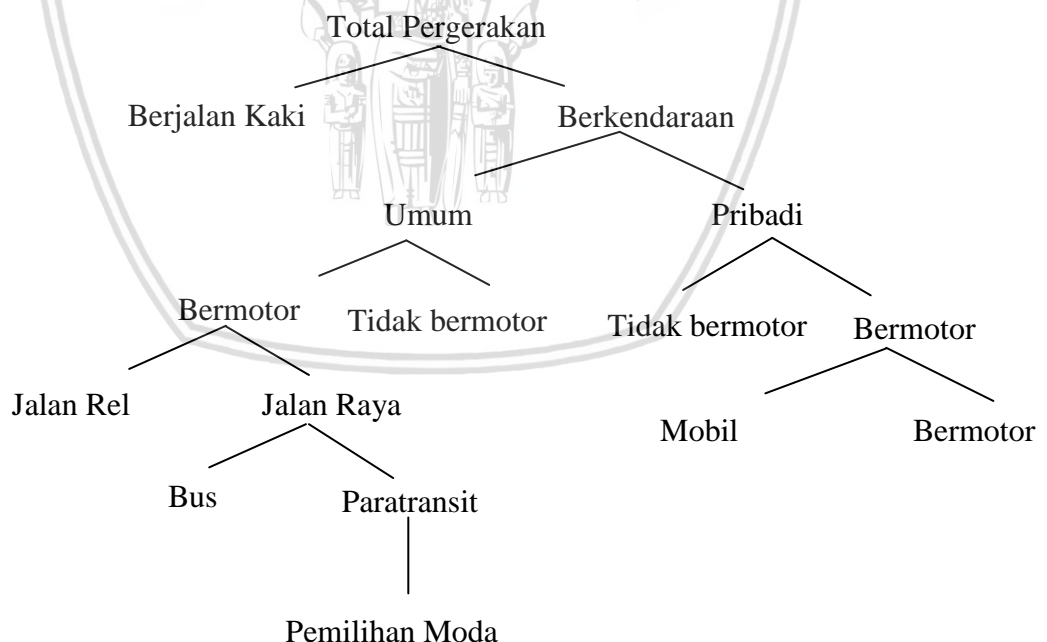 Total Pergerakan
Berjalan Kaki
Berkendaraan
Umum
Pribadi
Bermotor
Tidak bermotor
Tidak bermotor
Bermotor
Jalan Rel
Jalan Raya
Mobil
Bermotor
Bus
Paratransit
Pemilihan Moda